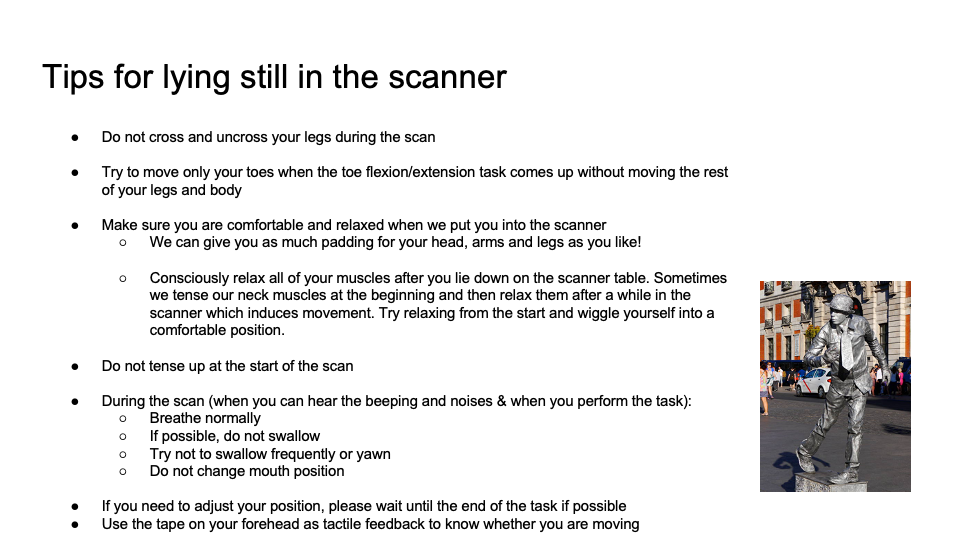 Tips for lying still in the scanner
● Do not cross and uncross your legs during the scan
● Try to move only your toes when the toe flexion/extension task comes up without moving the rest
of your legs and body
● Make sure you are comfortable and relaxed when we put you into the scanner
○ We can give you as much padding for your head, arms and legs as you like!
○ Consciously relax all of your muscles after you lie down on the scanner table. Sometimes
we tense our neck muscles at the beginning and then relax them after a while in the
scanner which induces movement. Try relaxing from the start and wiggle yourself into a
comfortable position.
● Do not tense up at the start of the scan
● During the scan (when you can hear the beeping and noises & when you perform the task):
○ Breathe normally
○ If possible, do not swallow
○ Try not to swallow frequently or yawn
○ Do not change mouth position
● If you need to adjust your position, please wait until the end of the task if possible
● Use the tape on your forehead as tactile feedback to know whether you are moving